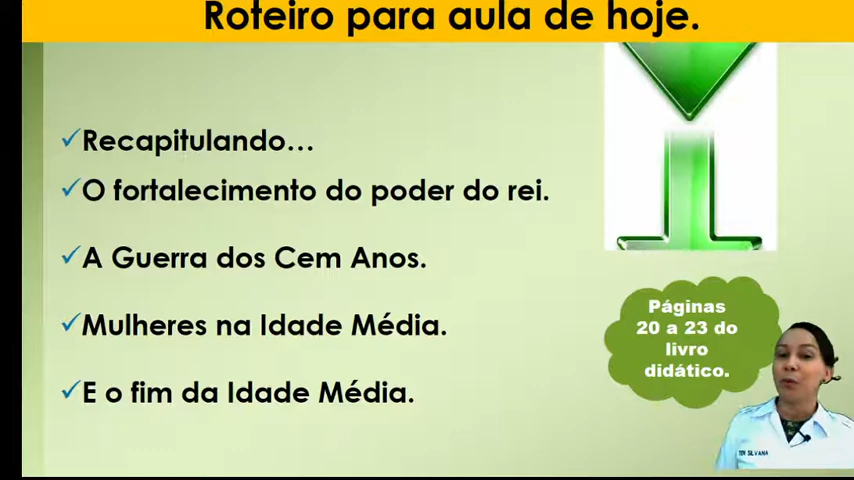 Roteiro para aula de hoje.
Recapitulando...
O fortalecimento do poder do rei.
A Guerra dos Cem Anos.
Mulheres na Idade Média.
E o fim da Idade Média.
Páginas
20 a 23 do
livro
didático.
SILVANA